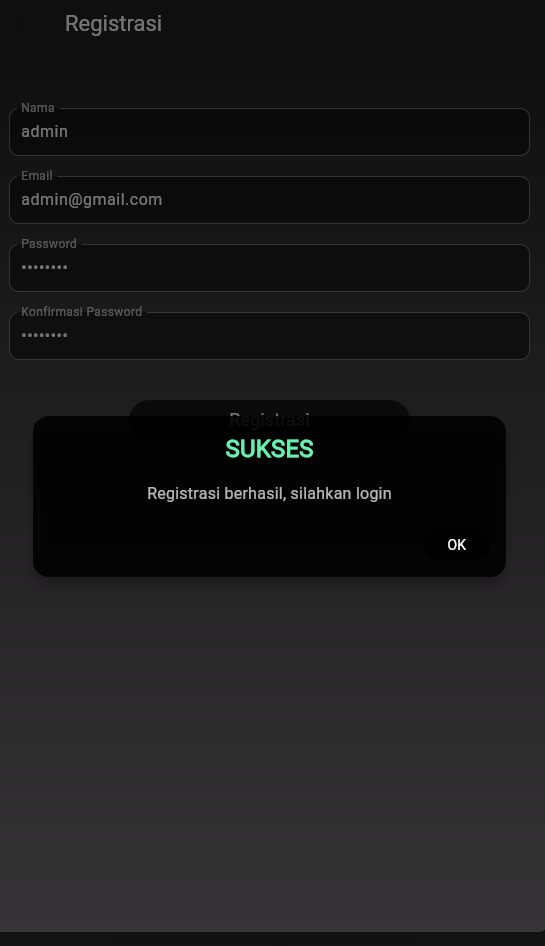 Registrasi
Nama
admin
Email
admin@gmail.com
Password
••••••••
Konfirmasi Password
••••••••
Registrasi
SUKSES
Registrasi berhasil, silahkan login
OK